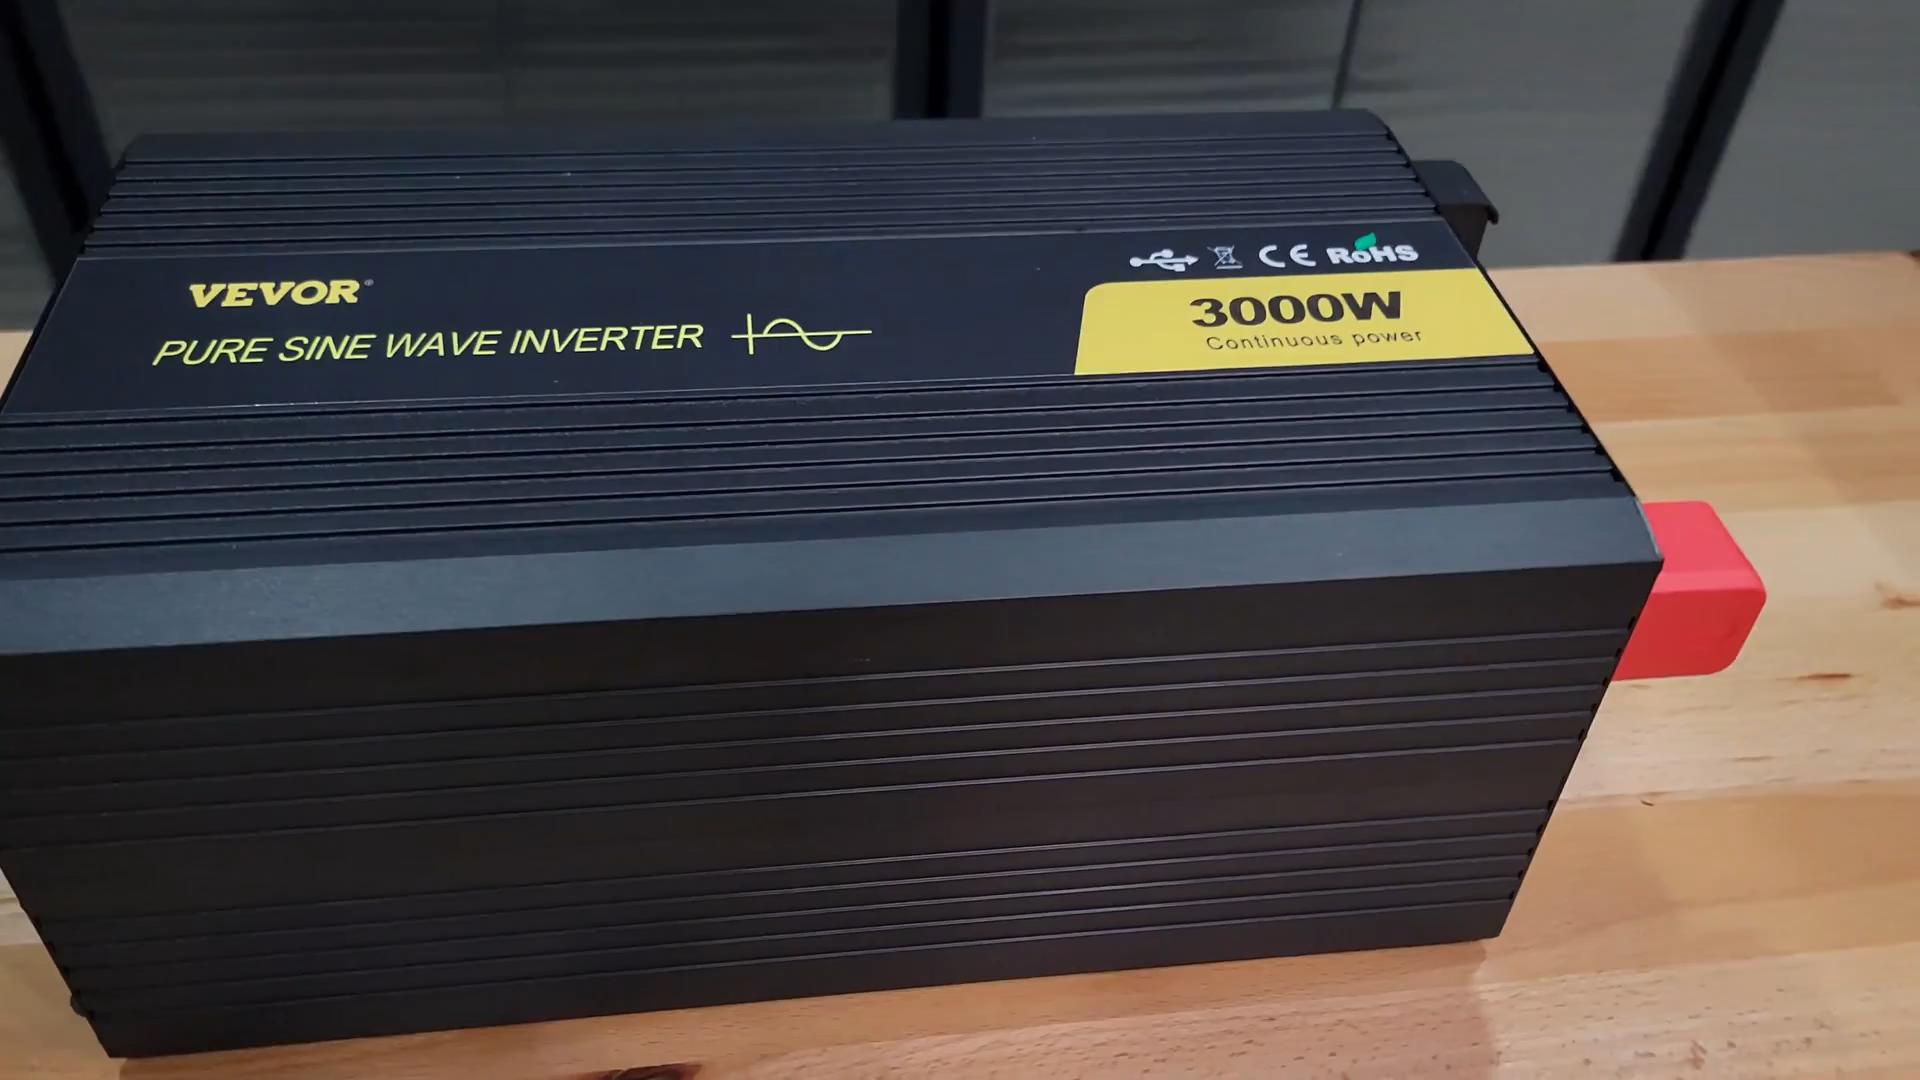 VEVOR®
PURE SINE WAVE INVERTER
CE RoHS
3000W
Continuous power